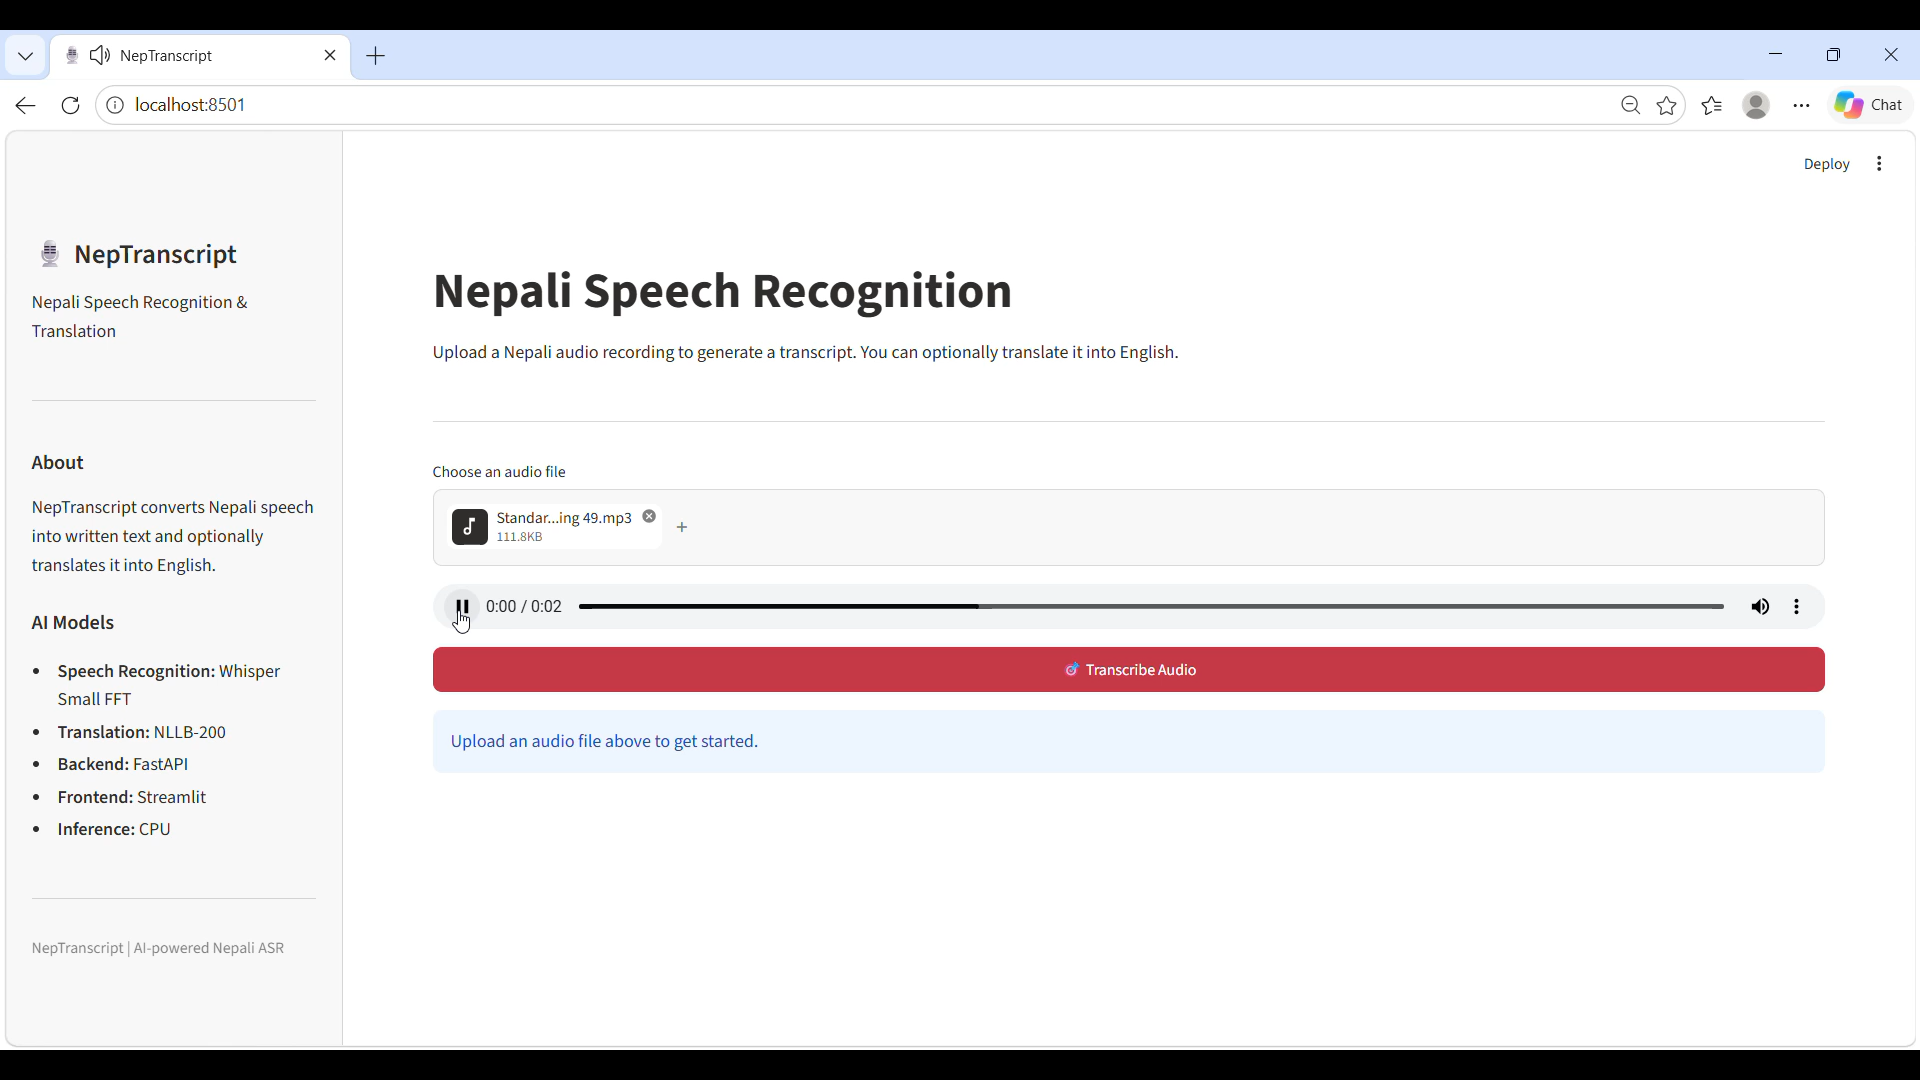 NepTranscript
localhost:8501
Chat
Deploy
NepTranscript
Nepali Speech Recognition &
Translation
About
NepTranscript converts Nepali speech
into written text and optionally
translates it into English.
AI Models
Speech Recognition: Whisper
Small FFT
Translation: NLLB-200
Backend: FastAPI
Frontend: Streamlit
Inference: CPU
NepTranscript | AI-powered Nepali ASR
Nepali Speech Recognition
Upload a Nepali audio recording to generate a transcript. You can optionally translate it into English.
Choose an audio file
Standar...ing 49.mp3
111.8KB
0:00 / 0:02
Transcribe Audio
Upload an audio file above to get started.